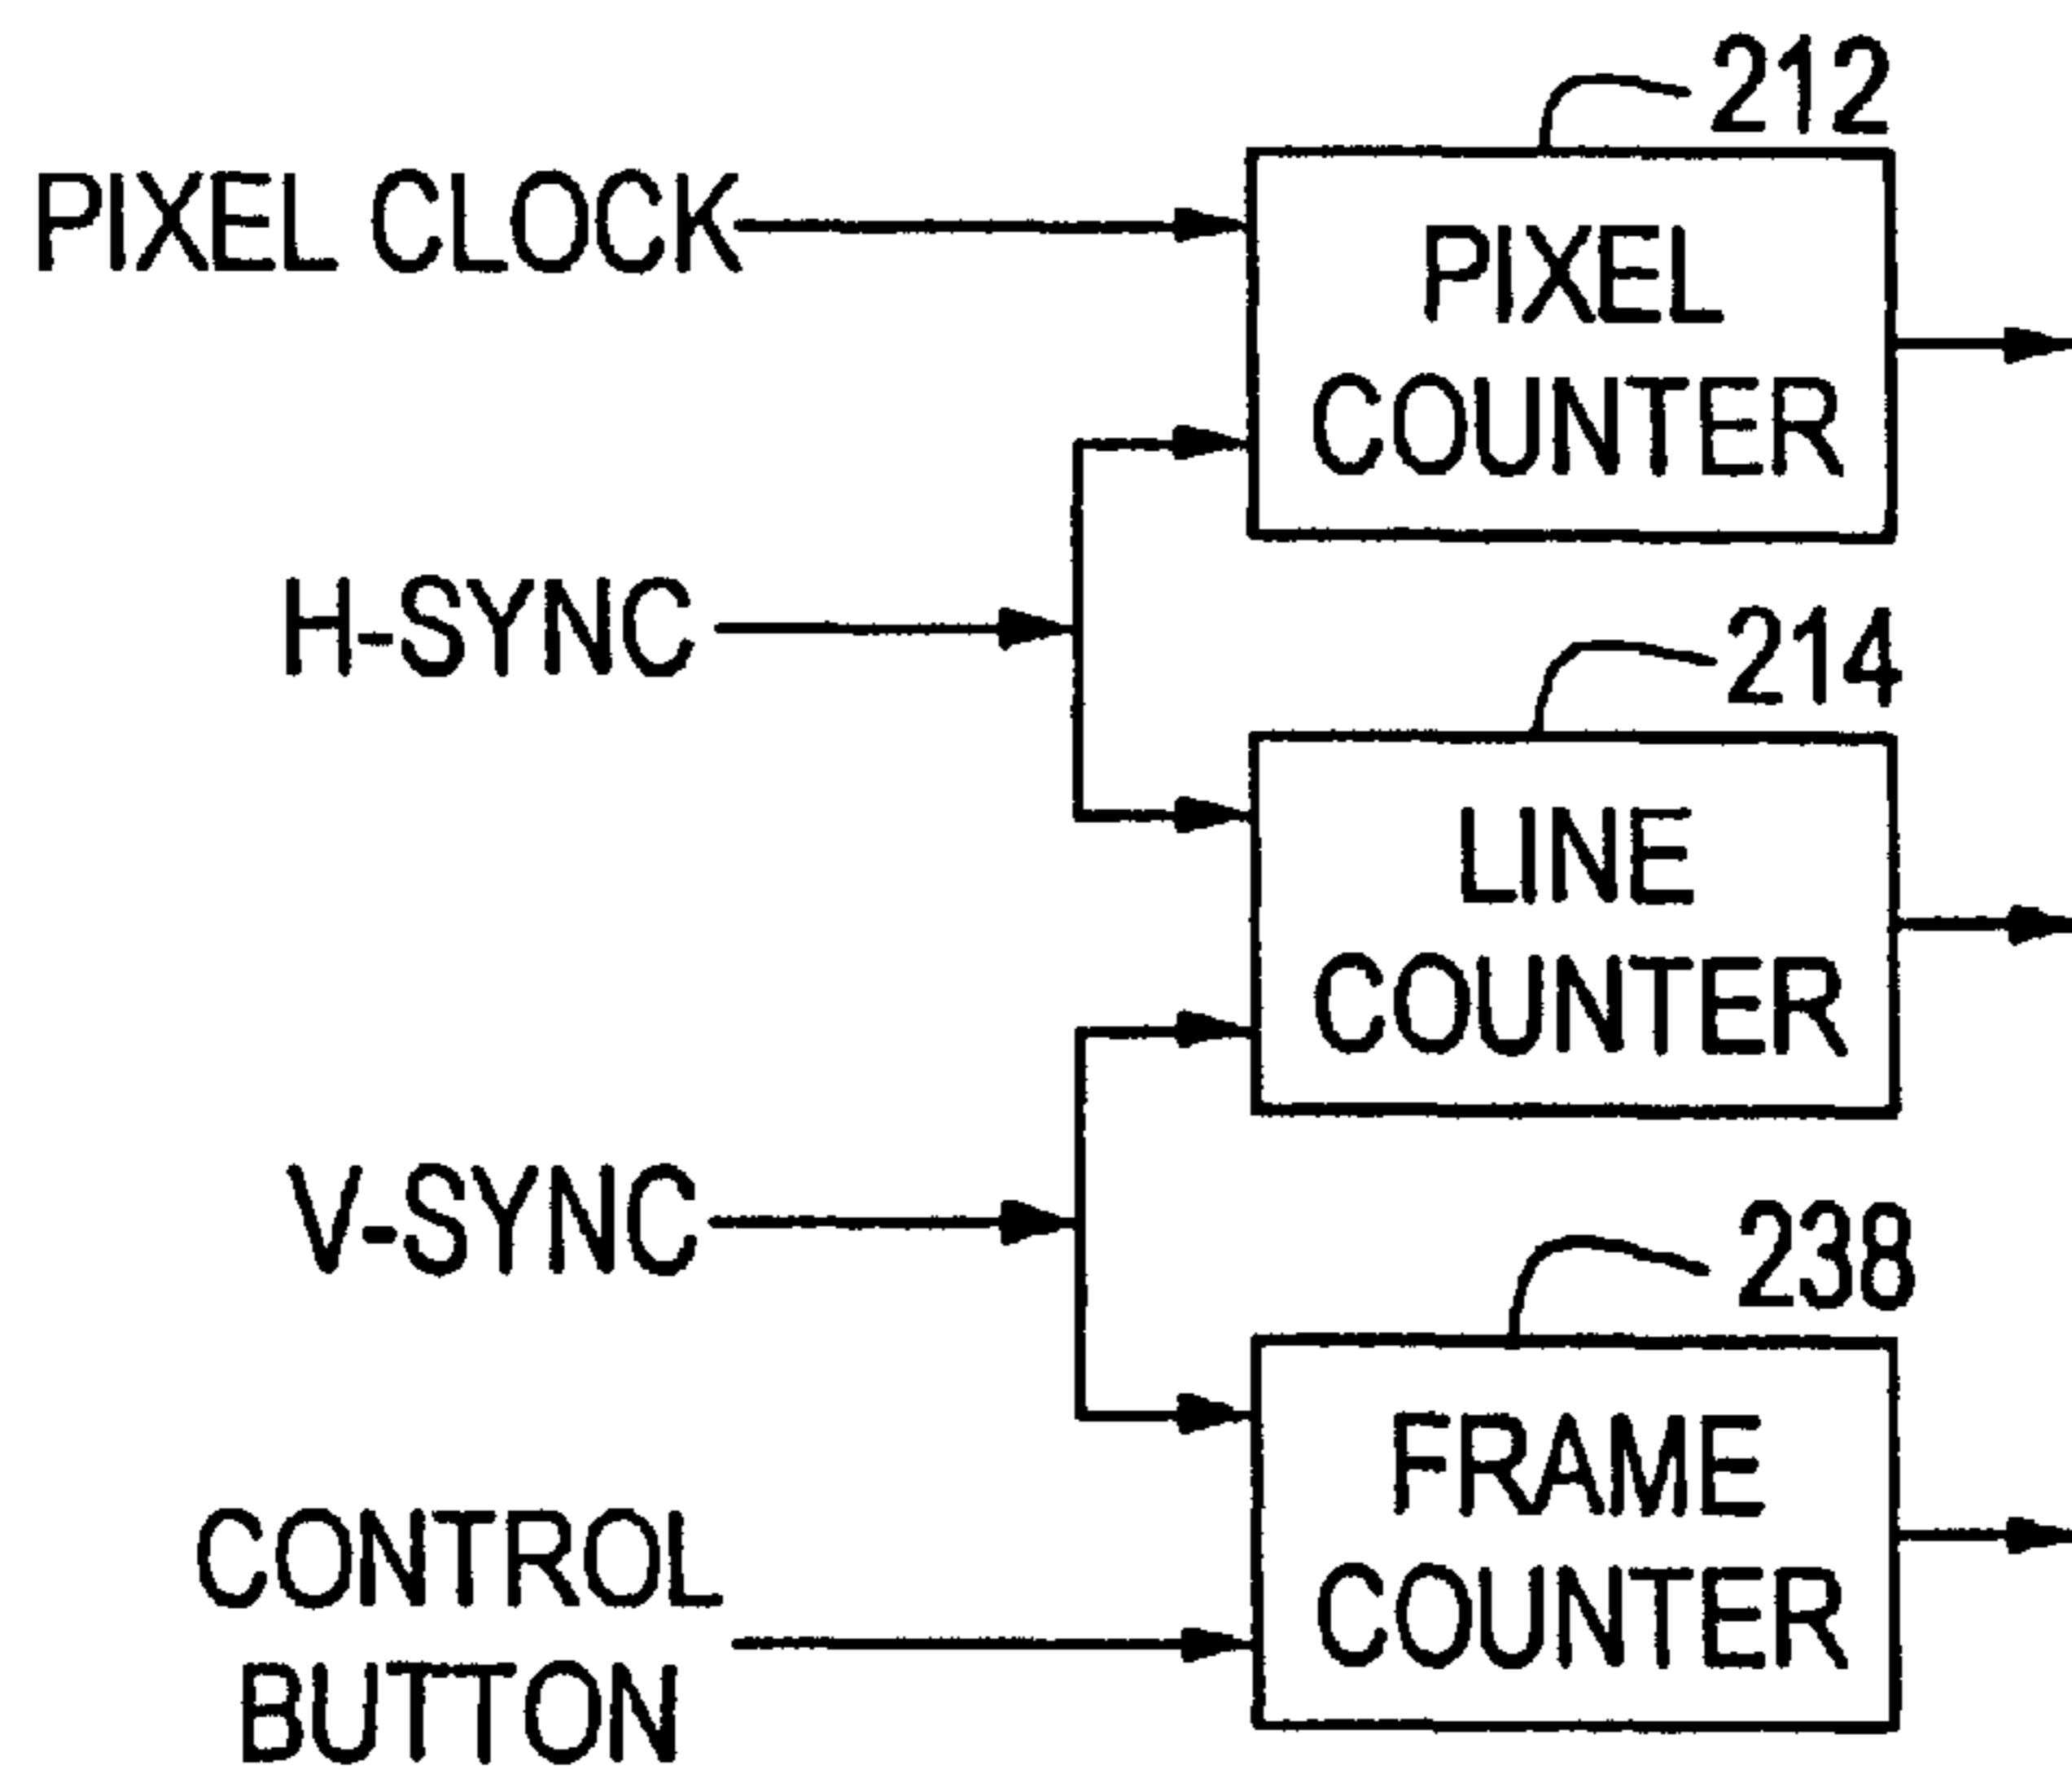 212
PIXEL CLOCK
PIXEL
COUNTER
H-SYNC
214
LINE
COUNTER
V-SYNC
238
FRAME
COUNTER
CONTROL
BUTTON